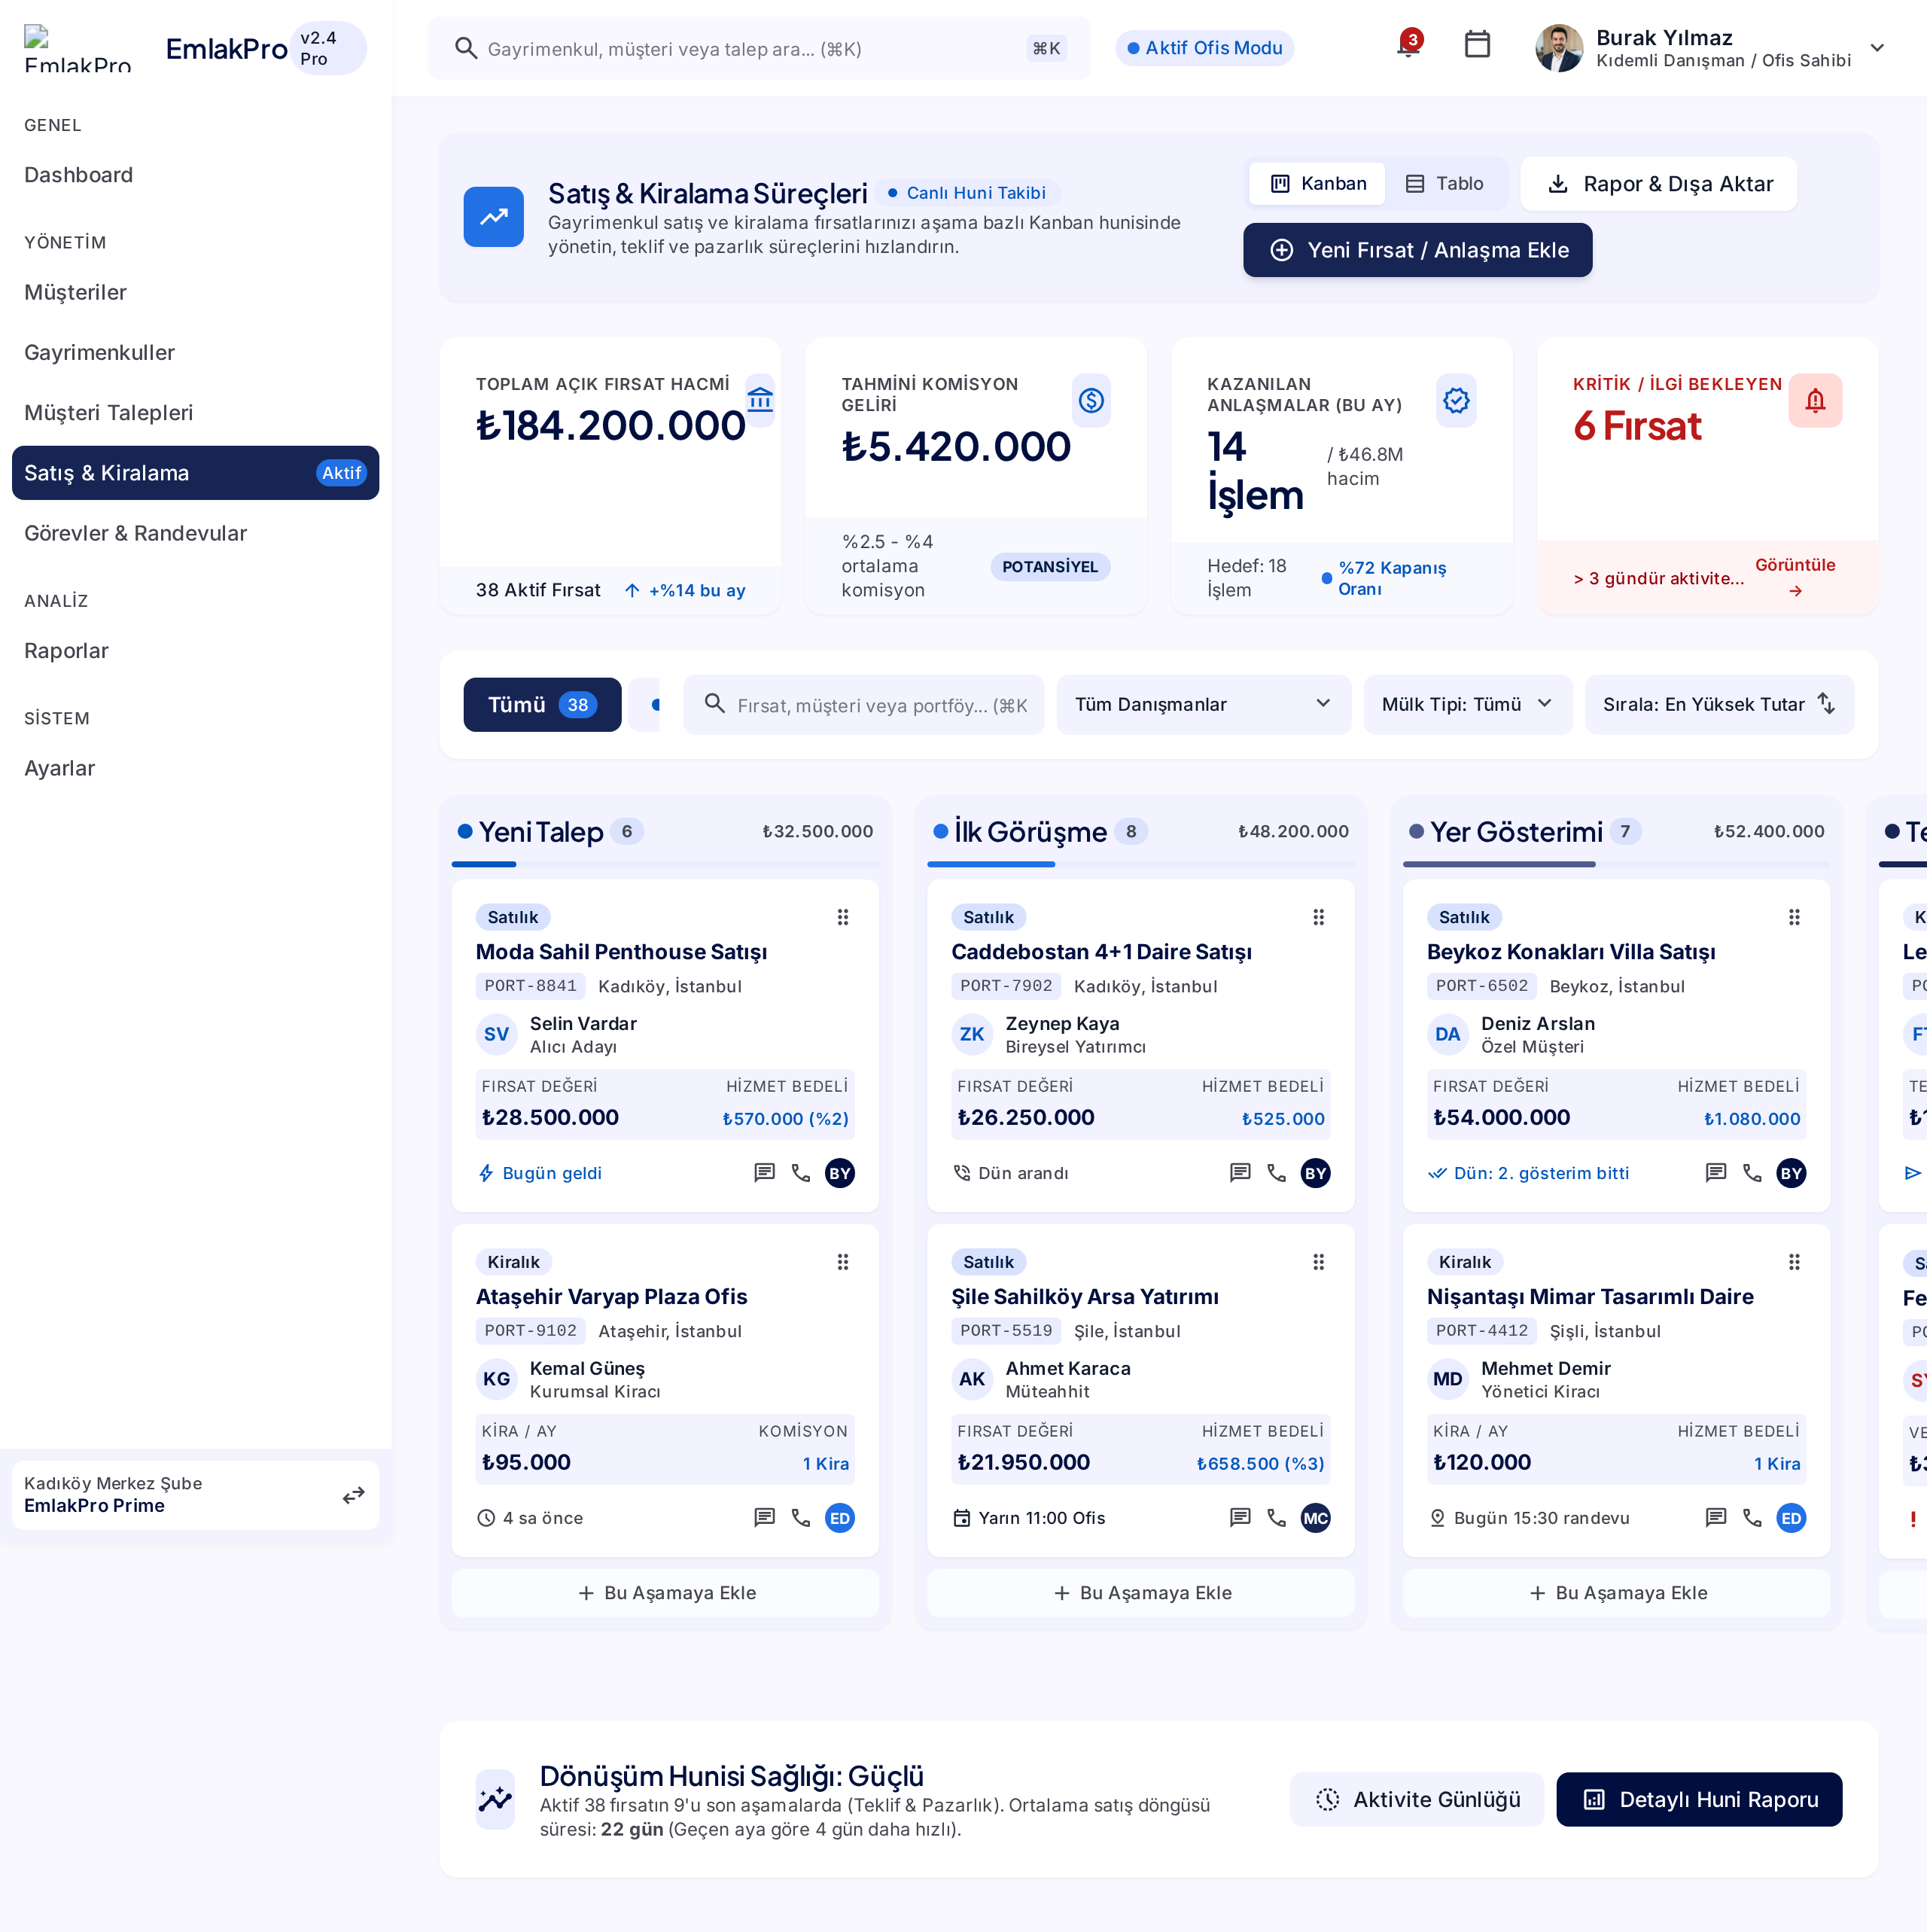 EmlakPro
EmlakPro
v2.4
Pro
Gayrimenkul, müşteri veya talep ara... (⌘K)
⌘K
Aktif Ofis Modu
3
Burak Yılmaz
Kıdemli Danışman / Ofis Sahibi
GENEL
Dashboard
YÖNETİM
Müşteriler
Gayrimenkuller
Müşteri Talepleri
Satış & Kiralama
Aktif
Görevler & Randevular
ANALİZ
Raporlar
SİSTEM
Ayarlar
Kadıköy Merkez Şube
EmlakPro Prime
Satış & Kiralama Süreçleri
Canlı Huni Takibi
Gayrimenkul satış ve kiralama fırsatlarınızı aşama bazlı Kanban hunisinde
yönetin, teklif ve pazarlık süreçlerini hızlandırın.
Kanban
Tablo
Rapor & Dışa Aktar
Yeni Fırsat / Anlaşma Ekle
TOPLAM AÇIK FIRSAT HACMİ
₺184.200.000
38 Aktif Fırsat
+%14 bu ay
TAHMİNİ KOMİSYON
GELİRİ
₺5.420.000
%2.5 - %4
ortalama
komisyon
POTANSİYEL
KAZANILAN
ANLAŞMALAR (BU AY)
14
İşlem
/ ₺46.8M
hacim
Hedef: 18
İşlem
%72 Kapanış
Oranı
KRİTİK / İLGİ BEKLEYEN
6 Fırsat
> 3 gündür aktivite...
Görüntüle
→
Tümü
38
Fırsat, müşteri veya portföy... (⌘K
Tüm Danışmanlar
Mülk Tipi: Tümü
Sırala: En Yüksek Tutar
Yeni Talep
6
₺32.500.000
Satılık
Moda Sahil Penthouse Satışı
PORT-8841
Kadıköy, İstanbul
SV
Selin Vardar
Alıcı Adayı
FIRSAT DEĞERİ
HİZMET BEDELİ
₺28.500.000
₺570.000 (%2)
Bugün geldi
BY
Kiralık
Ataşehir Varyap Plaza Ofis
PORT-9102
Ataşehir, İstanbul
KG
Kemal Güneş
Kurumsal Kiracı
KİRA / AY
KOMİSYON
₺95.000
1 Kira
4 sa önce
ED
Bu Aşamaya Ekle
İlk Görüşme
8
₺48.200.000
Satılık
Caddebostan 4+1 Daire Satışı
PORT-7902
Kadıköy, İstanbul
ZK
Zeynep Kaya
Bireysel Yatırımcı
FIRSAT DEĞERİ
HİZMET BEDELİ
₺26.250.000
₺525.000
Dün arandı
BY
Satılık
Şile Sahilköy Arsa Yatırımı
PORT-5519
Şile, İstanbul
AK
Ahmet Karaca
Müteahhit
FIRSAT DEĞERİ
HİZMET BEDELİ
₺21.950.000
₺658.500 (%3)
Yarın 11:00 Ofis
MC
Bu Aşamaya Ekle
Yer Gösterimi
7
₺52.400.000
Satılık
Beykoz Konakları Villa Satışı
PORT-6502
Beykoz, İstanbul
DA
Deniz Arslan
Özel Müşteri
FIRSAT DEĞERİ
HİZMET BEDELİ
₺54.000.000
₺1.080.000
Dün: 2. gösterim bitti
BY
Kiralık
Nişantaşı Mimar Tasarımlı Daire
PORT-4412
Şişli, İstanbul
MD
Mehmet Demir
Yönetici Kiracı
KİRA / AY
HİZMET BEDELİ
₺120.000
1 Kira
Bugün 15:30 randevu
ED
Bu Aşamaya Ekle
Dönüşüm Hunisi Sağlığı: Güçlü
Aktif 38 fırsatın 9'u son aşamalarda (Teklif & Pazarlık). Ortalama satış döngüsü
süresi: 22 gün (Geçen aya göre 4 gün daha hızlı).
Aktivite Günlüğü
Detaylı Huni Raporu